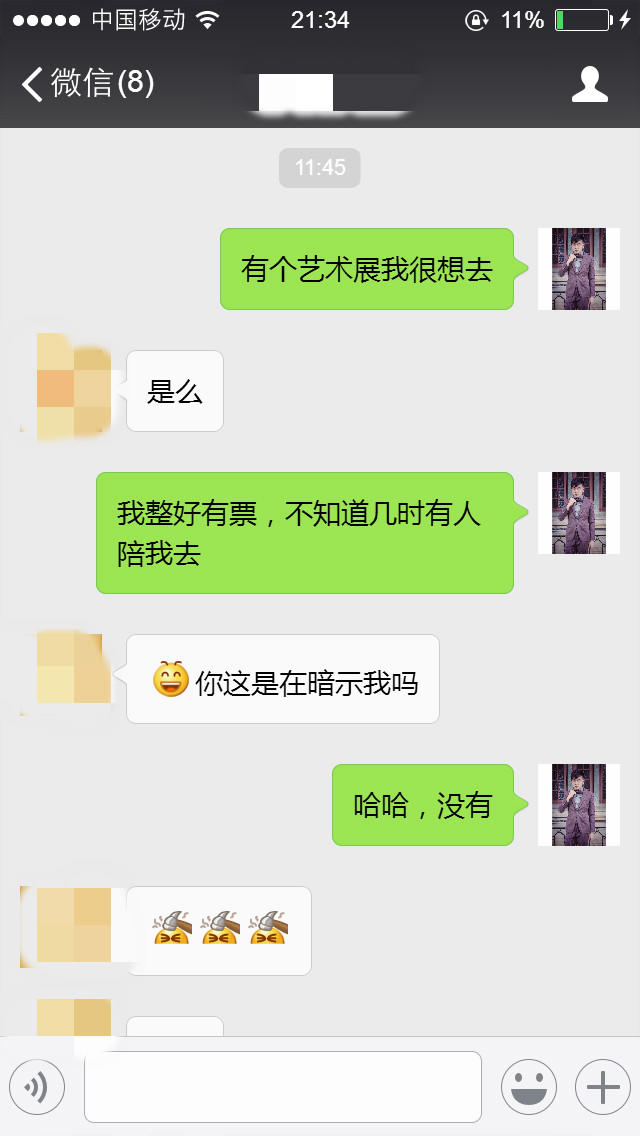 中国移动 21:34 11%
微信(8)
11:45
有个艺术展我很想去
是么
我整好有票，不知道几时有人
陪我去
你这是在暗示我吗
哈哈，没有